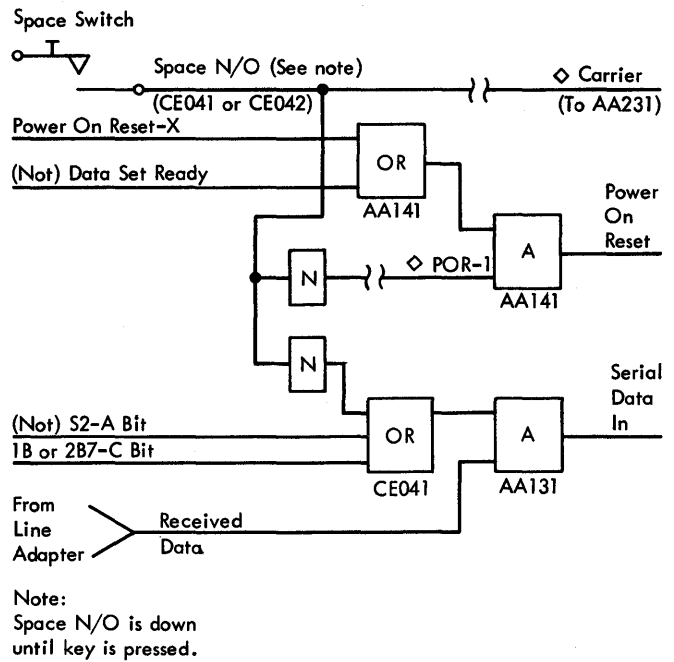 Space Switch
Space N/O (See note)
(CE041 or CE042)
◇ Carrier
(To AA231)
Power On Reset-X
(Not) Data Set Ready
OR
AA141
Power
On
Reset
A
AA141
N
◇ POR-1
N
Serial
Data
In
(Not) S2-A Bit
1B or 2B7-C Bit
OR
CE041
A
AA131
From
Line
Adapter
Received
Data
Note:
Space N/O is down
until key is pressed.